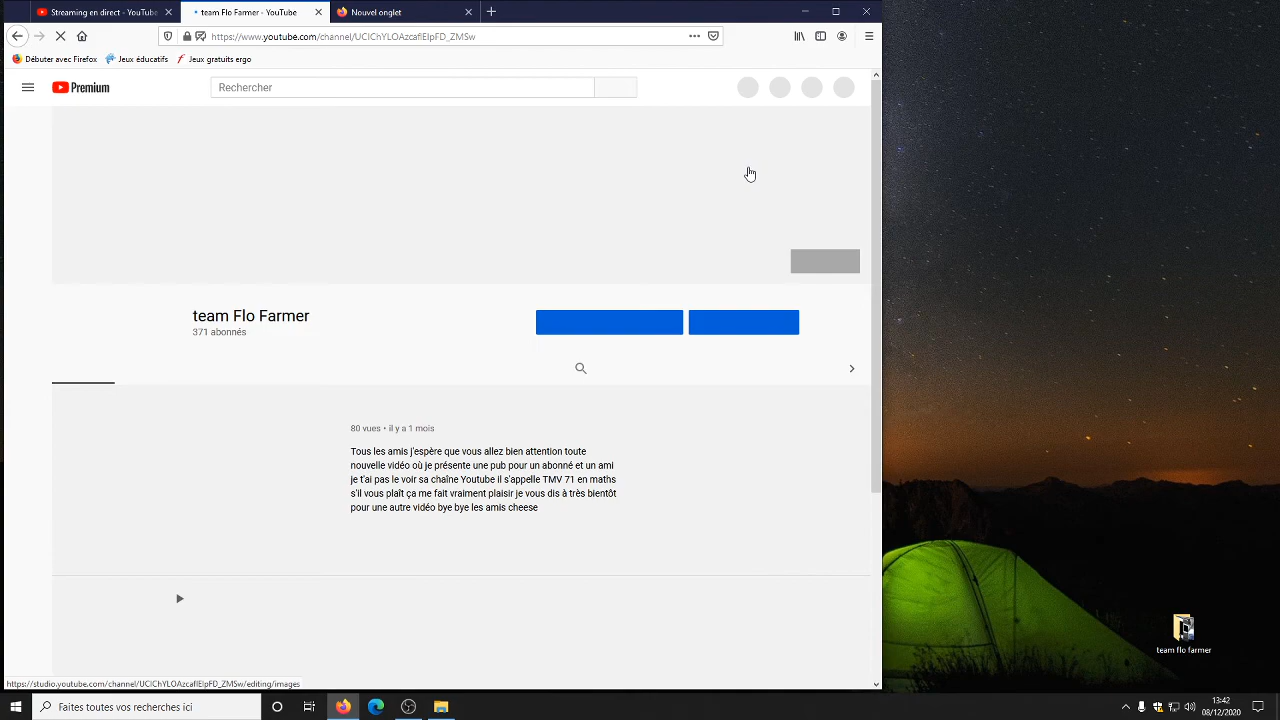 Streaming en direct - YouTube
team Flo Farmer - YouTube
Nouvel onglet
https://www.youtube.com/channel/UCIChYLOAzcaflElpFD_ZMSw
Débuter avec Firefox
Jeux éducatifs
Jeux gratuits ergo
Premium
Rechercher
team Flo Farmer
371 abonnés
80 vues • il y a 1 mois
Tous les amis j'espère que vous allez bien attention toute
nouvelle vidéo où je présente une pub pour un abonné et un ami
je t'ai pas le voir sa chaîne Youtube il s'appelle TMV 71 en maths
s'il vous plaît ça me fait vraiment plaisir je vous dis à très bientôt
pour une autre vidéo bye bye les amis cheese
team flo farmer
https://studio.youtube.com/channel/UCIChYLOAzcaflElpFD_ZMSw/editing/images
Faites toutes vos recherches ici
13:42
08/12/2020